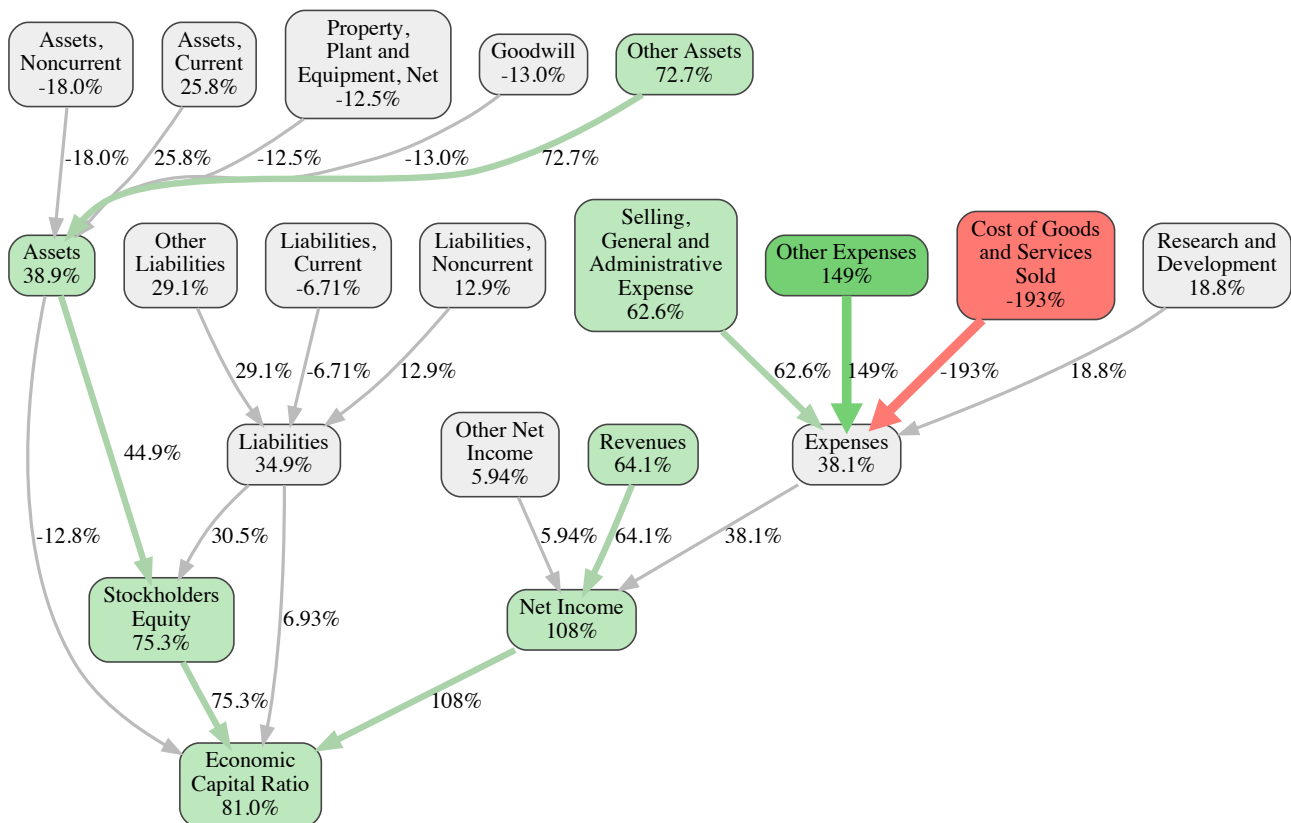 Assets,
Noncurrent
-18.0%
Assets,
Current
25.8%
Property,
Plant and
Equipment, Net
-12.5%
Goodwill
-13.0%
Other Assets
72.7%
-18.0%
25.8%
-12.5%
-13.0%
72.7%
Assets
38.9%
Other
Liabilities
29.1%
Liabilities,
Current
-6.71%
Liabilities,
Noncurrent
12.9%
Selling,
General and
Administrative
Expense
62.6%
Other Expenses
149%
Cost of Goods
and Services
Sold
-193%
Research and
Development
18.8%
29.1%
-6.71%
12.9%
62.6%
149%
-193%
18.8%
44.9%
Liabilities
34.9%
Other Net
Income
5.94%
Revenues
64.1%
Expenses
38.1%
-12.8%
30.5%
5.94%
64.1%
38.1%
Stockholders
Equity
75.3%
6.93%
Net Income
108%
75.3%
108%
Economic
Capital Ratio
81.0%